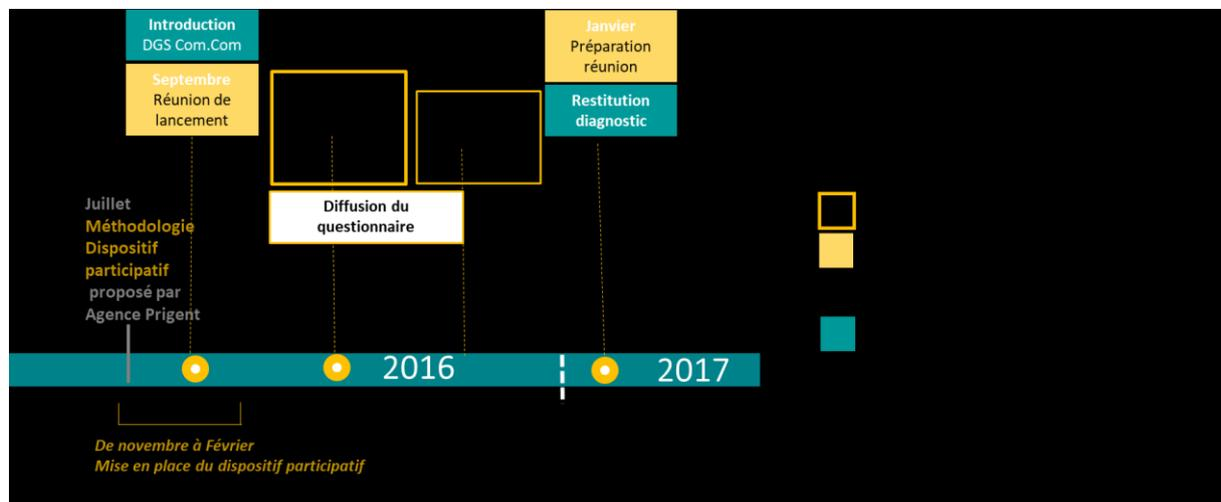 Introduction
DGS Com.Com
Septembre
Réunion de
lancement
Janvier
Préparation
réunion
Restitution
diagnostic
Diffusion du
questionnaire
Juillet
Méthodologie
Dispositif
participatif
proposé par
Agence Prigent
2016
2017
De novembre à Février
Mise en place du dispositif participatif